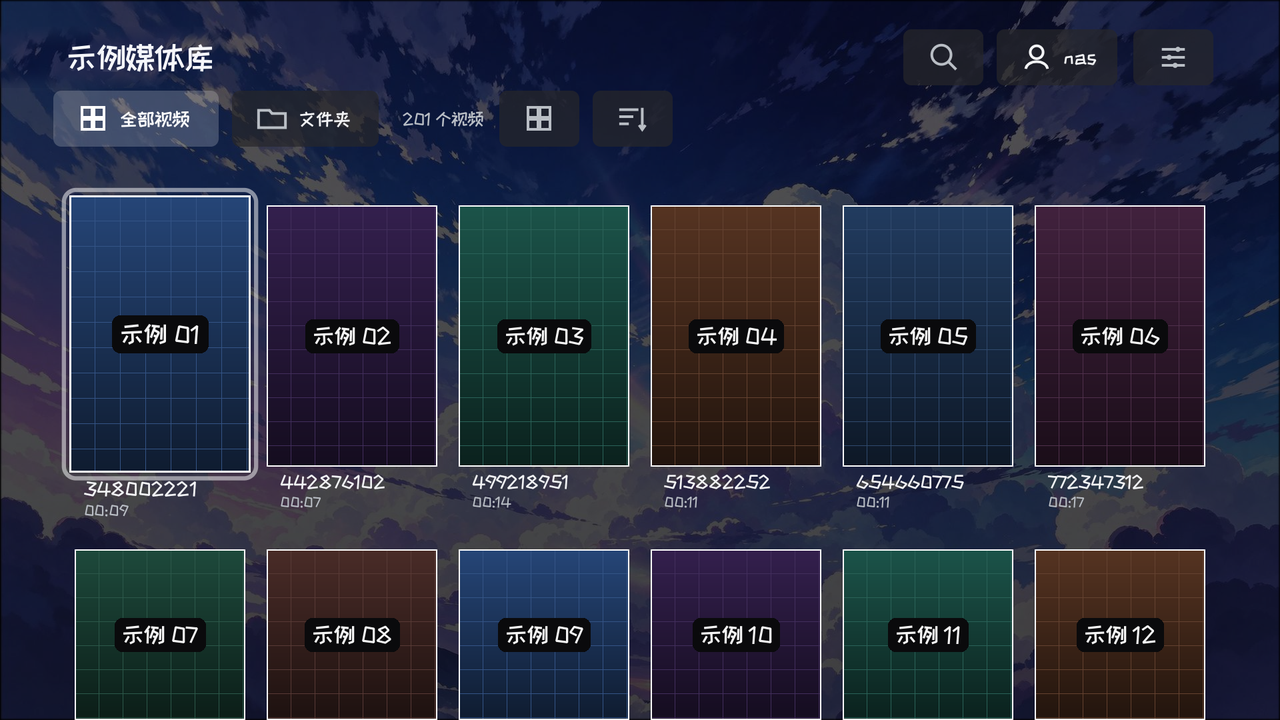 示例媒体库
nas
全部视频
文件夹
201 个视频
示例 01
示例 02
示例 03
示例 04
示例 05
示例 06
348002221
00:09
442876102
00:07
499218951
00:14
513882252
00:11
654660775
00:11
772347312
00:17
示例 07
示例 08
示例 09
示例 10
示例 11
示例 12